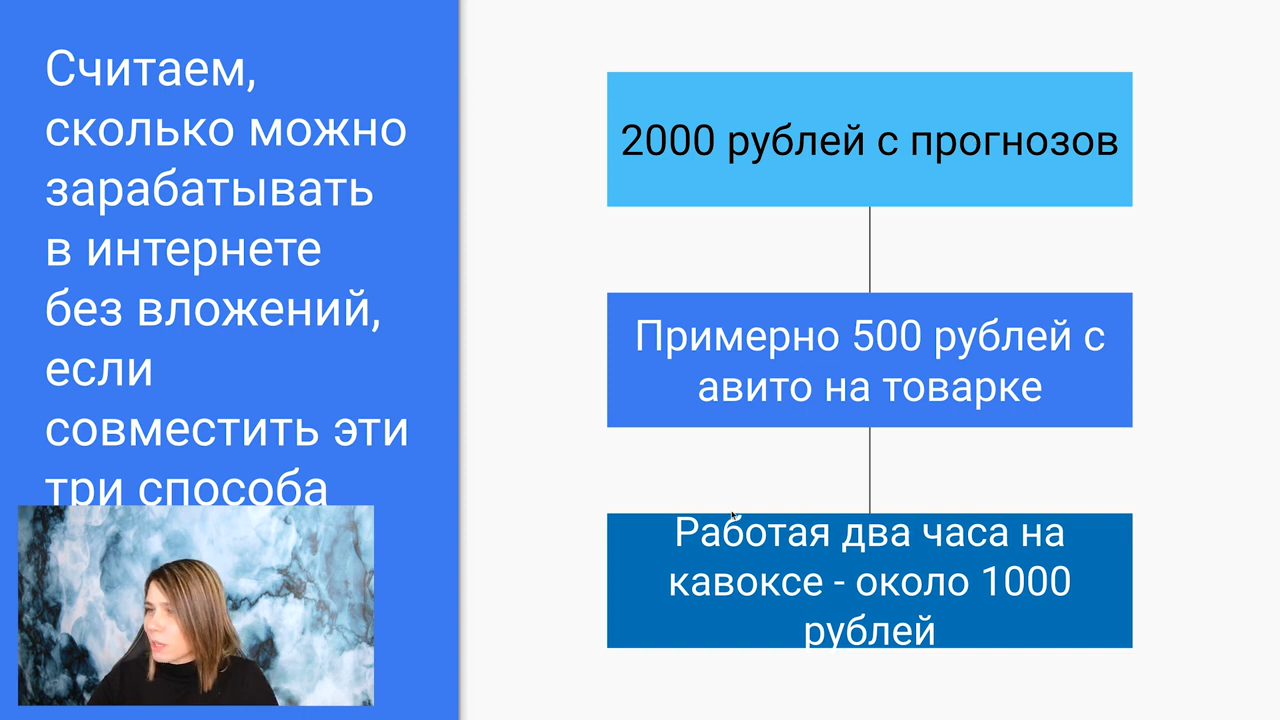 Считаем,
сколько можно
зарабатывать
в интернете
без вложений,
если
совместить эти
три способа
2000 рублей с прогнозов
Примерно 500 рублей с
авито на товарке
Работая два часа на
кавоксе - около 1000
рублей